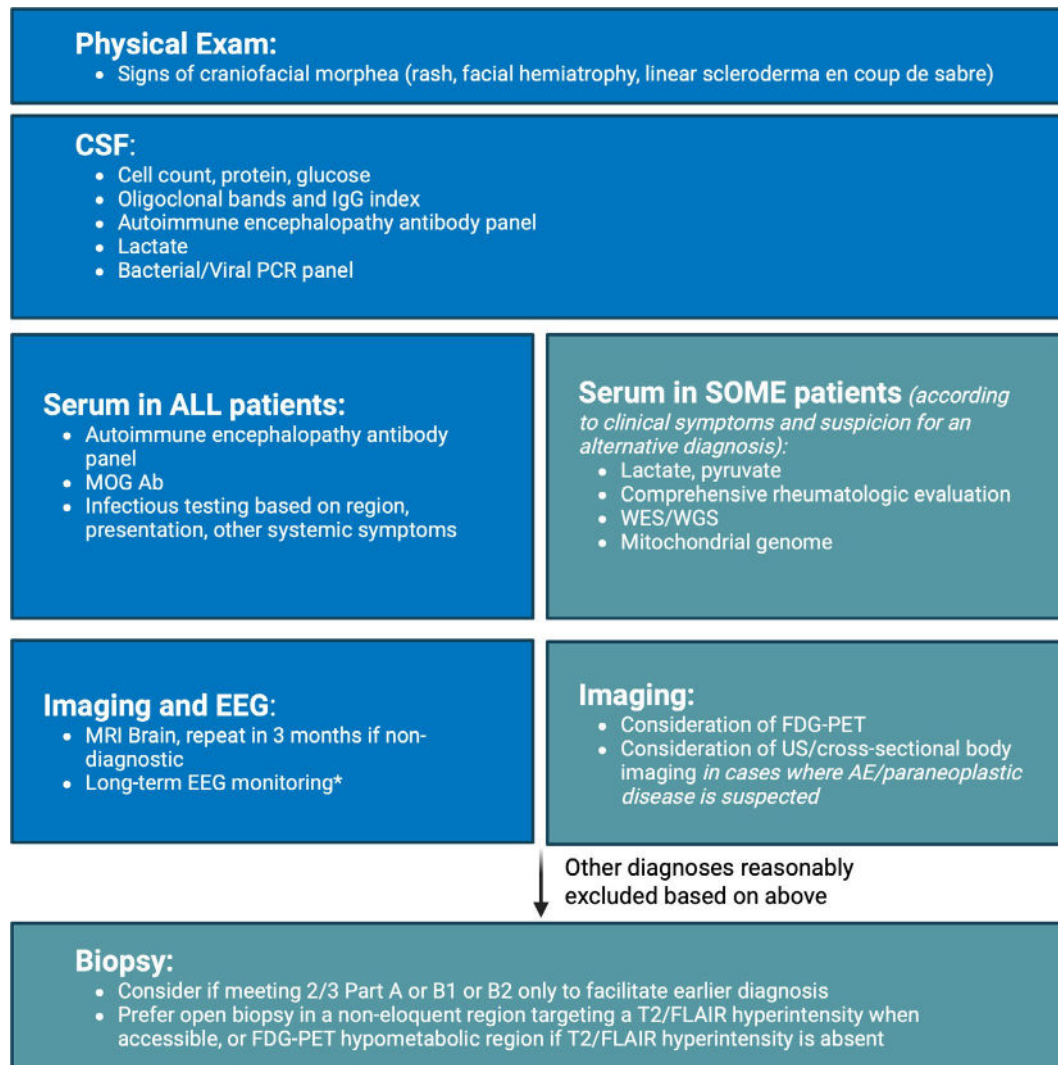 Physical Exam:
• Signs of craniofacial morphea (rash, facial hemiatrophy, linear scleroderma en coup de sabre)
CSF:
• Cell count, protein, glucose
• Oligoclonal bands and IgG index
• Autoimmune encephalopathy antibody panel
• Lactate
• Bacterial/Viral PCR panel
Serum in ALL patients:
• Autoimmune encephalopathy antibody
panel
• MOG Ab
• Infectious testing based on region,
presentation, other systemic symptoms
Serum in SOME patients (according
to clinical symptoms and suspicion for an
alternative diagnosis):
• Lactate, pyruvate
• Comprehensive rheumatologic evaluation
• WES/WGS
• Mitochondrial genome
Imaging and EEG:
• MRI Brain, repeat in 3 months if non-
diagnostic
• Long-term EEG monitoring*
Imaging:
• Consideration of FDG-PET
• Consideration of US/cross-sectional body
imaging in cases where AE/paraneoplastic
disease is suspected
Other diagnoses reasonably
excluded based on above
Biopsy:
• Consider if meeting 2/3 Part A or B1 or B2 only to facilitate earlier diagnosis
• Prefer open biopsy in a non-eloquent region targeting a T2/FLAIR hyperintensity when
accessible, or FDG-PET hypometabolic region if T2/FLAIR hyperintensity is absent